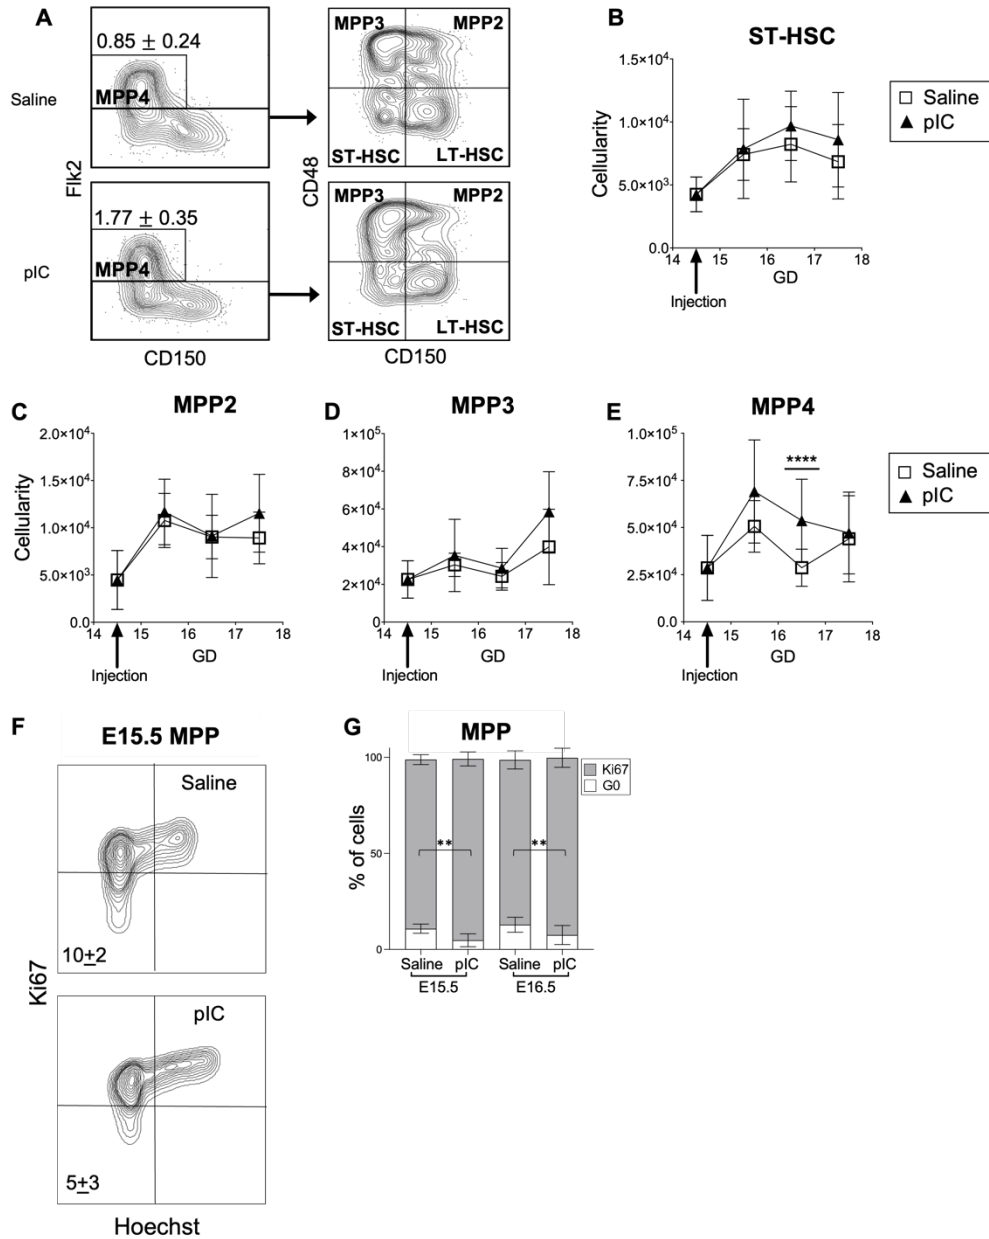 A
0.85 ± 0.24
MPP4
Saline
MPP3 MPP2
ST-HSC LT-HSC
Flk2
CD48
1.77 ± 0.35
MPP4
pIC
MPP3 MPP2
ST-HSC LT-HSC
CD150 CD150
B
ST-HSC
1.5×10⁴
1.0×10⁴
5.0×10³
0.0
Cellularity
14 15 16 17 18
GD
Injection
Saline
pIC
C
MPP2
2.0×10⁴
1.5×10⁴
1.0×10⁴
5.0×10³
0.0
Cellularity
14 15 16 17 18
GD
Injection
D
MPP3
1×10⁵
8×10⁴
6×10⁴
4×10⁴
2×10⁴
0.0
14 15 16 17 18
GD
Injection
E
MPP4
1.0×10⁵
7.5×10⁴
5.0×10⁴
2.5×10⁴
0.0
****
14 15 16 17 18
GD
Injection
Saline
pIC
F
E15.5 MPP
Saline
10±2
Ki67
pIC
5±3
Hoechst
G
MPP
100
50
0
% of cells
** **
Ki67
G0
Saline pIC Saline pIC
E15.5 E16.5